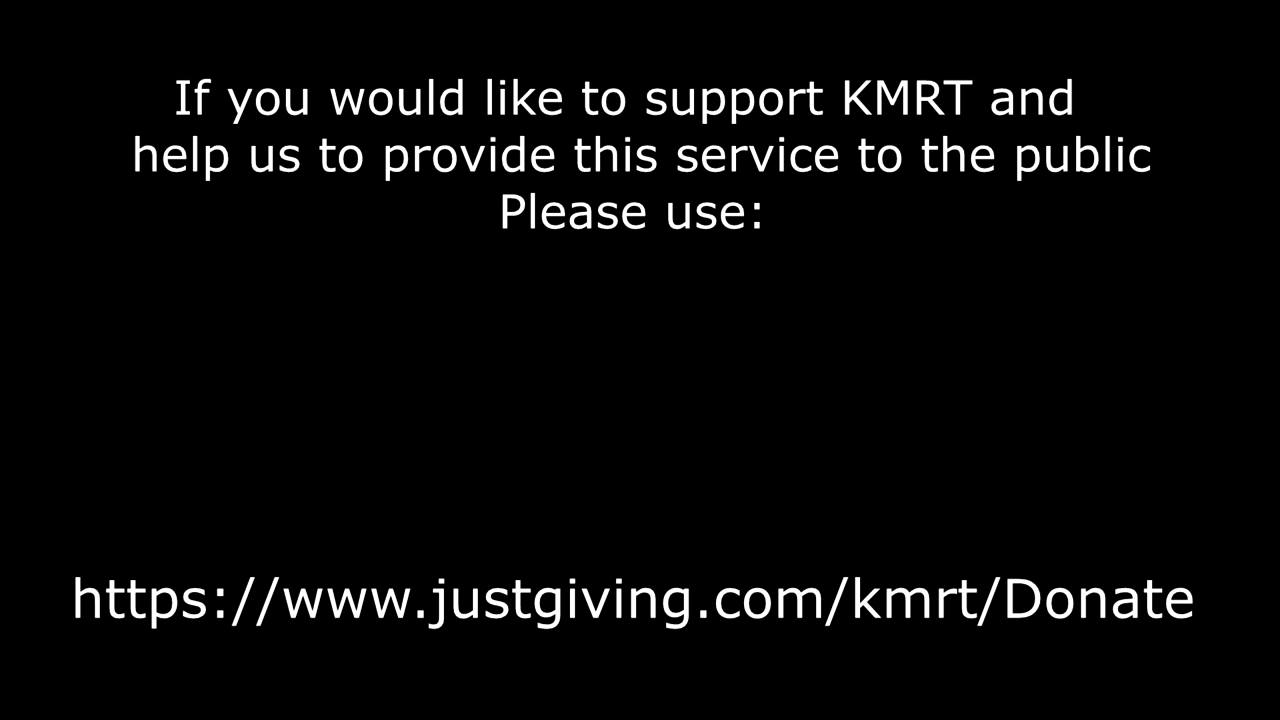 If you would like to support KMRT and
help us to provide this service to the public
Please use:
https://www.justgiving.com/kmrt/Donate